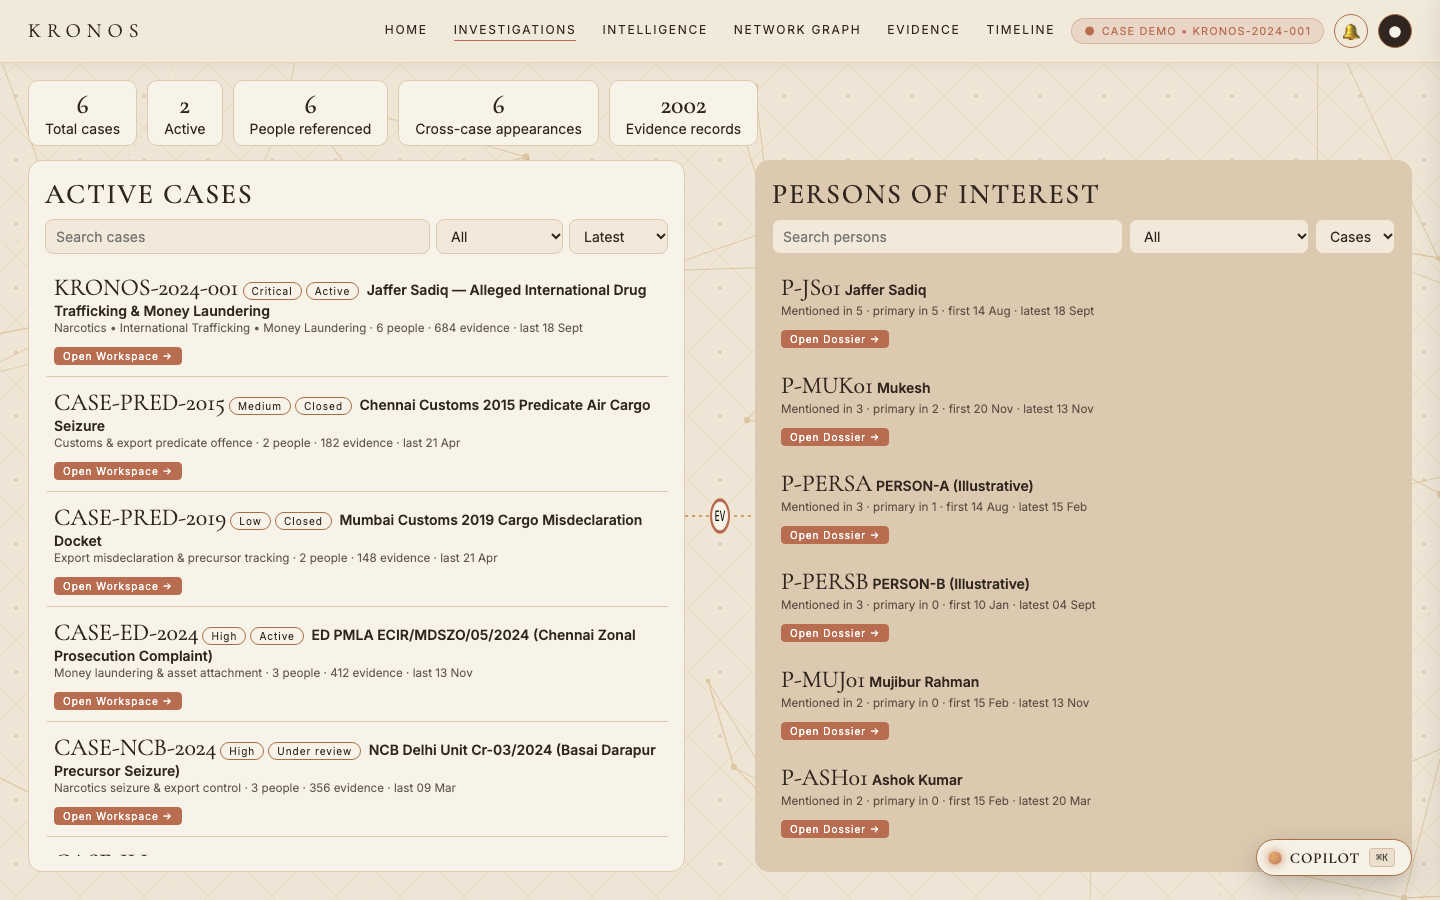 KRONOS
HOME INVESTIGATIONS INTELLIGENCE NETWORK GRAPH EVIDENCE TIMELINE CASE DEMO • KRONOS-2024-001
6
Total cases
2
Active
6
People referenced
6
Cross-case appearances
2002
Evidence records
ACTIVE CASES
Search cases All Latest
KRONOS-2024-001 Critical Active Jaffer Sadiq — Alleged International Drug
Trafficking & Money Laundering
Narcotics • International Trafficking • Money Laundering · 6 people · 684 evidence · last 18 Sept
Open Workspace →
CASE-PRED-2015 Medium Closed Chennai Customs 2015 Predicate Air Cargo
Seizure
Customs & export predicate offence · 2 people · 182 evidence · last 21 Apr
Open Workspace →
CASE-PRED-2019 Low Closed Mumbai Customs 2019 Cargo Misdeclaration
Docket
Export misdeclaration & precursor tracking · 2 people · 148 evidence · last 21 Apr
Open Workspace →
CASE-ED-2024 High Active ED PMLA ECIR/MDSZO/05/2024 (Chennai Zonal
Prosecution Complaint)
Money laundering & asset attachment · 3 people · 412 evidence · last 13 Nov
Open Workspace →
CASE-NCB-2024 High Under review NCB Delhi Unit Cr-03/2024 (Basai Darapur
Precursor Seizure)
Narcotics seizure & export control · 3 people · 356 evidence · last 09 Mar
Open Workspace →
EV
PERSONS OF INTEREST
Search persons All Cases
P-JS01 Jaffer Sadiq
Mentioned in 5 · primary in 5 · first 14 Aug · latest 18 Sept
Open Dossier →
P-MUK01 Mukesh
Mentioned in 3 · primary in 2 · first 20 Nov · latest 13 Nov
Open Dossier →
P-PERSA PERSON-A (Illustrative)
Mentioned in 3 · primary in 1 · first 14 Aug · latest 15 Feb
Open Dossier →
P-PERSB PERSON-B (Illustrative)
Mentioned in 3 · primary in 0 · first 10 Jan · latest 04 Sept
Open Dossier →
P-MUJ01 Mujibur Rahman
Mentioned in 2 · primary in 0 · first 15 Feb · latest 13 Nov
Open Dossier →
P-ASH01 Ashok Kumar
Mentioned in 2 · primary in 0 · first 15 Feb · latest 20 Mar
Open Dossier →
COPILOT ⌘K